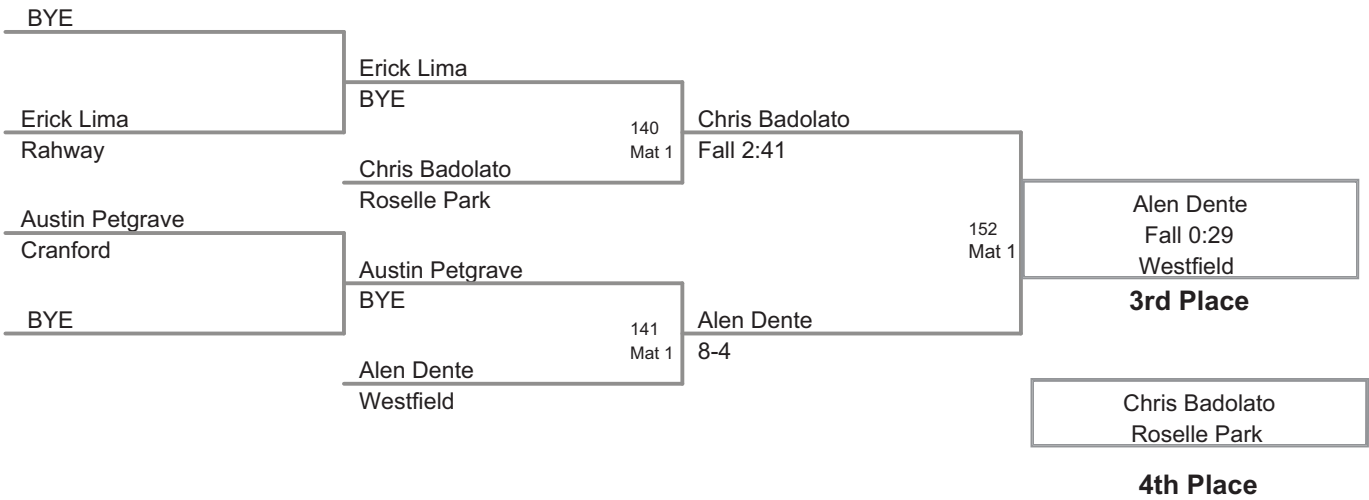 BYE
Erick Lima
Rahway
Austin Petgrave
Cranford
BYE
Erick Lima
BYE
140
Mat 1
Chris Badolato
Roselle Park
Austin Petgrave
BYE
141
Mat 1
Alen Dente
Westfield
Chris Badolato
Fall 2:41
152
Mat 1
Alen Dente
8-4
Alen Dente
Fall 0:29
Westfield
3rd Place
Chris Badolato
Roselle Park
4th Place